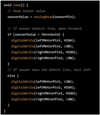 void loop() {
// Read sensor value
sensorValue = analogRead(sensorPin);
// If sensor detects line, move forward
if (sensorValue > threshold) {
digitalWrite(leftMotorPin1, HIGH);
digitalWrite(leftMotorPin2, LOW);
digitalWrite(rightMotorPin1, HIGH);
digitalWrite(rightMotorPin2, LOW);
}
// If sensor does not detect line, turn left
else {
digitalWrite(leftMotorPin1, LOW);
digitalWrite(leftMotorPin2, HIGH);
digitalWrite(rightMotorPin1, HIGH);
digitalWrite(rightMotorPin2, LOW);
}
}